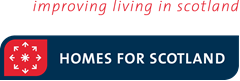 improving living in scotland
HOMES FOR SCOTLAND